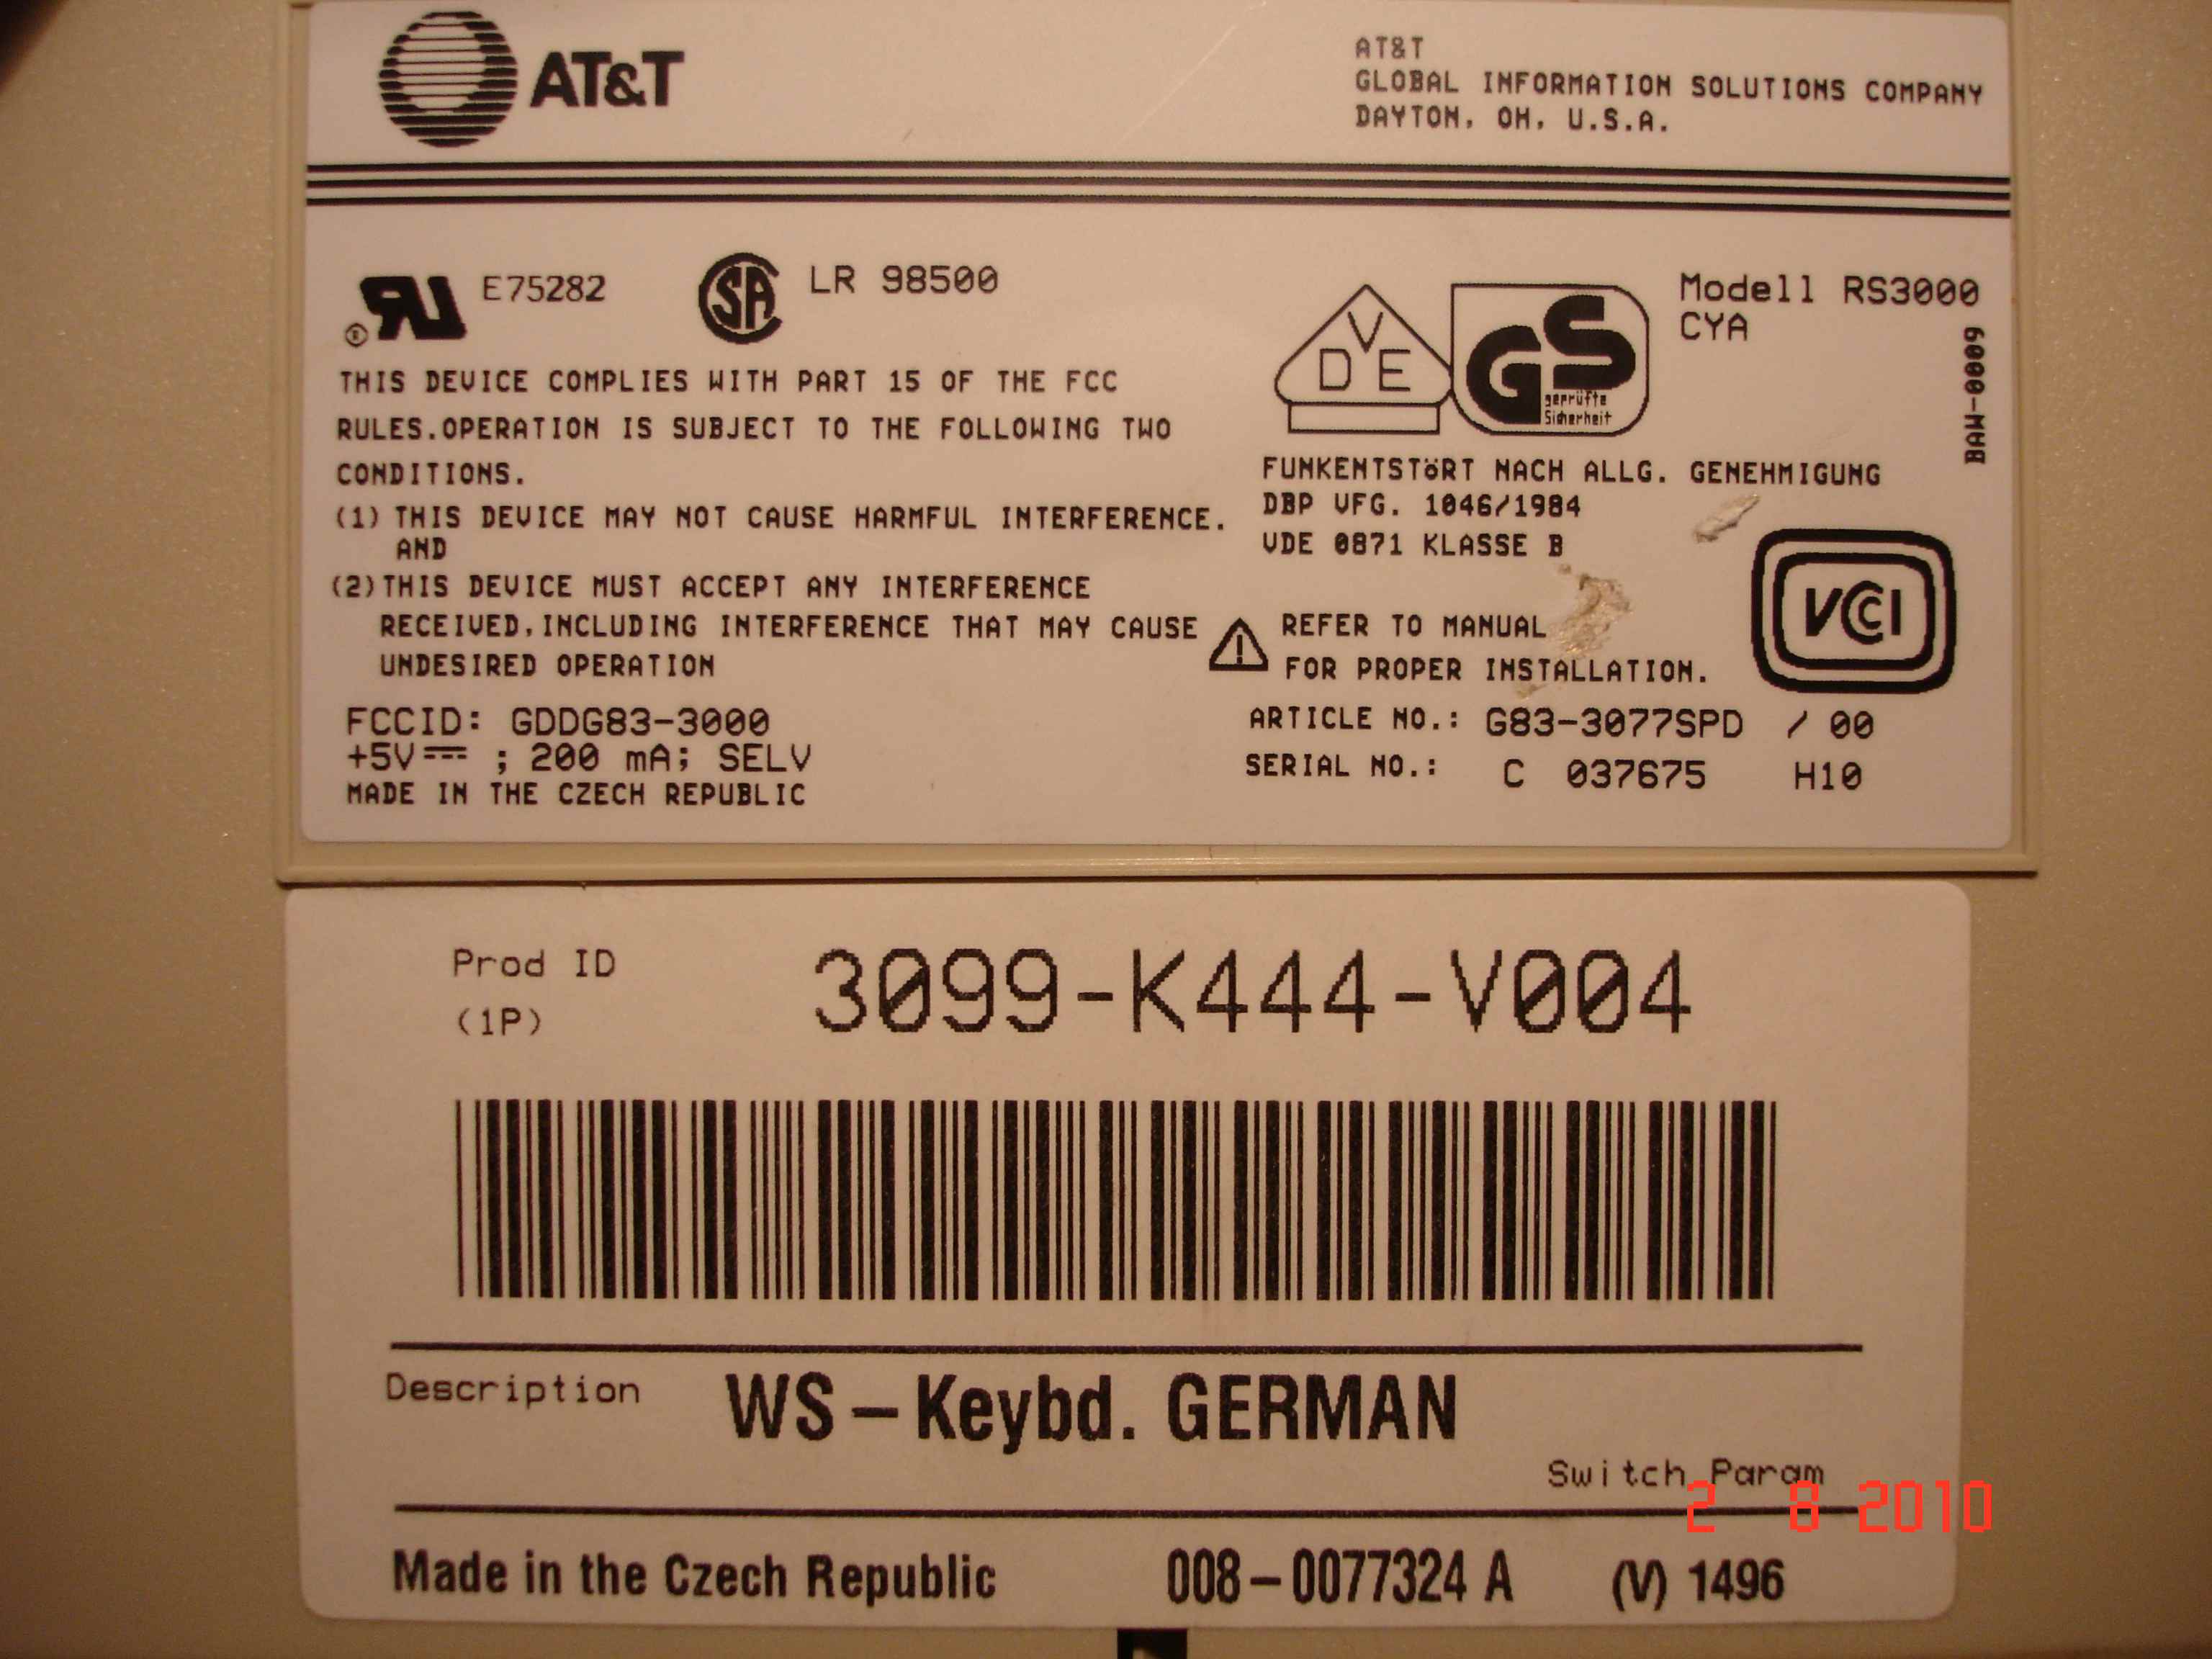 AT&T
AT&T
GLOBAL INFORMATION SOLUTIONS COMPANY
DAYTON, OH, U.S.A.
E75282
SA
LR 98500
VDE
GS
geprüfte
Sicherheit
Modell RS3000
CYA
BAW-0009
THIS DEVICE COMPLIES WITH PART 15 OF THE FCC
RULES.OPERATION IS SUBJECT TO THE FOLLOWING TWO
CONDITIONS.
(1) THIS DEVICE MAY NOT CAUSE HARMFUL INTERFERENCE.
AND
(2) THIS DEVICE MUST ACCEPT ANY INTERFERENCE
RECEIVED,INCLUDING INTERFERENCE THAT MAY CAUSE
UNDESIRED OPERATION
FCCID: GDDG83-3000
+5V⎓ ; 200 mA; SELV
MADE IN THE CZECH REPUBLIC
FUNKENTSTöRT NACH ALLG. GENEHMIGUNG
DBP VFG. 1046/1984
VDE 0871 KLASSE B
REFER TO MANUAL
FOR PROPER INSTALLATION.
VCCI
ARTICLE NO.: G83-3077SPD / 00
SERIAL NO.: C 037675 H10
Prod ID 3099-K444-V004
(1P)
Description WS-Keybd. GERMAN
Switch Param
2 8 2010
Made in the Czech Republic 008-0077324 A (V) 1496